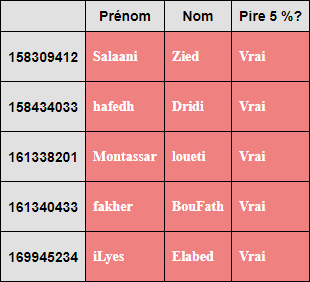 Prénom Nom Pire 5 %?
158309412 Salaani Zied Vrai
158434033 hafedh Dridi Vrai
161338201 Montassar loueti Vrai
161340433 fakher BouFath Vrai
169945234 iLyes Elabed Vrai